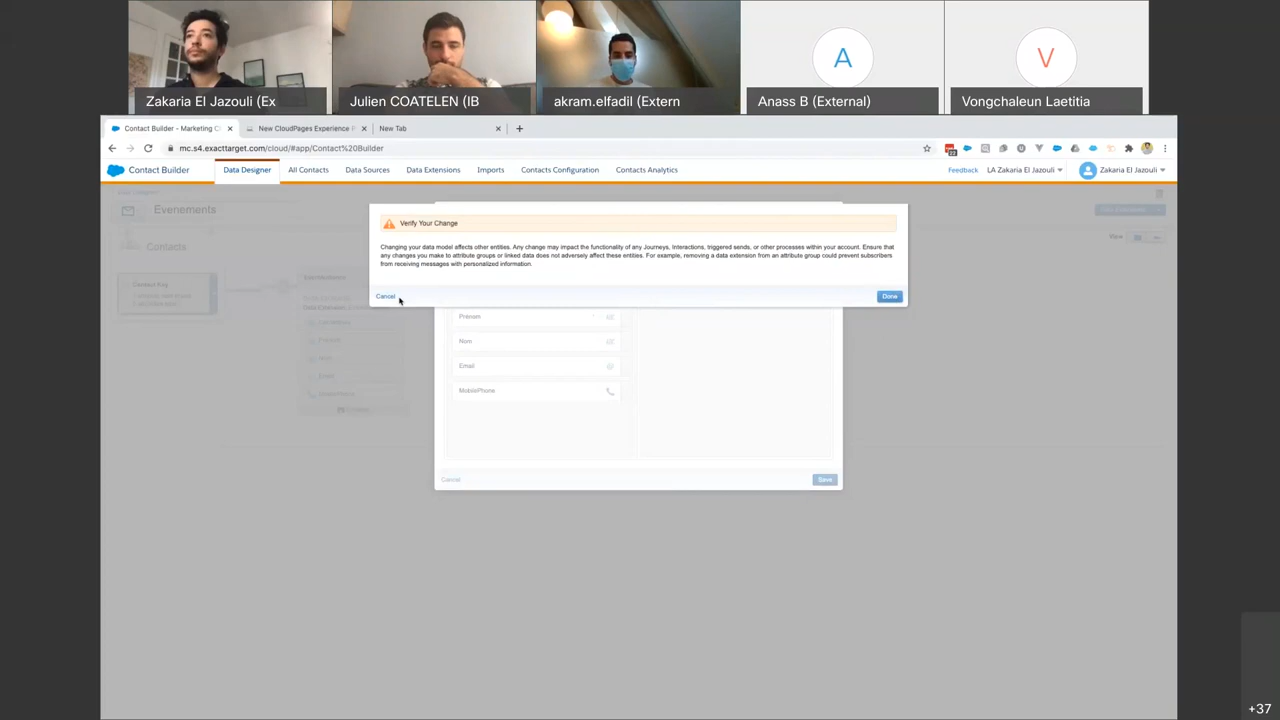 A
V
Zakaria El Jazouli (Ex
Julien COATELEN (IB
akram.elfadil (Extern
Anass B (External)
Vongchaleun Laetitia
Contact Builder - Marketing C
New CloudPages Experience F
New Tab
mc.s4.exacttarget.com/cloud/#app/Contact%20Builder
Contact Builder
Data Designer
All Contacts
Data Sources
Data Extensions
Imports
Contacts Configuration
Contacts Analytics
Feedback
LA Zakaria El Jazouli
Zakaria El Jazouli
Evenements
View
Contacts
Contact Key
Verify Your Change
Changing your data model affects other entities. Any change may impact the functionality of any Journeys, Interactions, triggered sends, or other processes within your account. Ensure that
any changes you make to attribute groups or linked data does not adversely affect these entities. For example, removing a data extension from an attribute group could prevent subscribers
from receiving messages with personalized information.
Cancel
Done
Prenom
Nom
Email
MobilePhone
Cancel
Save
+37